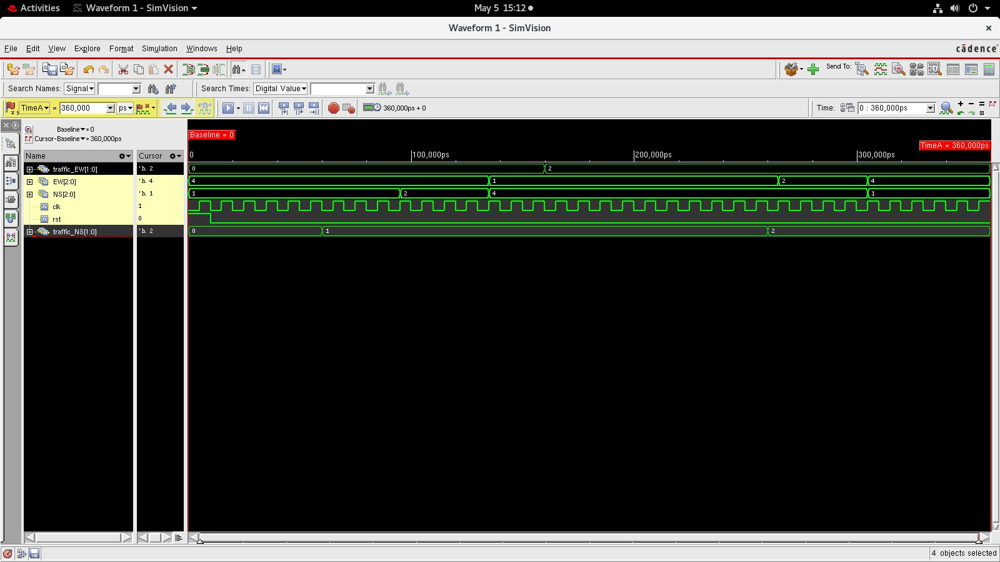 Activities Waveform 1 - SimVision May 5 15:12
Waveform 1 - SimVision
File Edit View Explore Format Simulation Windows Help cādence
Send To:
Search Names: Signal Search Times: Digital Value
TimeA = 360,000 ps 360,000ps + 0 Time: 0 : 360,000ps
Baseline = 0
Cursor-Baseline = 360,000ps
Baseline = 0
TimeA = 360,000ps
Name Cursor 0 100,000ps 200,000ps 300,000ps
traffic_EW[1:0] 'h 2 0 2
EW[2:0] 'h 4 4 1 2 4
NS[2:0] 'h 1 1 2 4 1
clk 1
rst 0
traffic_NS[1:0] 'h 2 0 1 2
4 objects selected